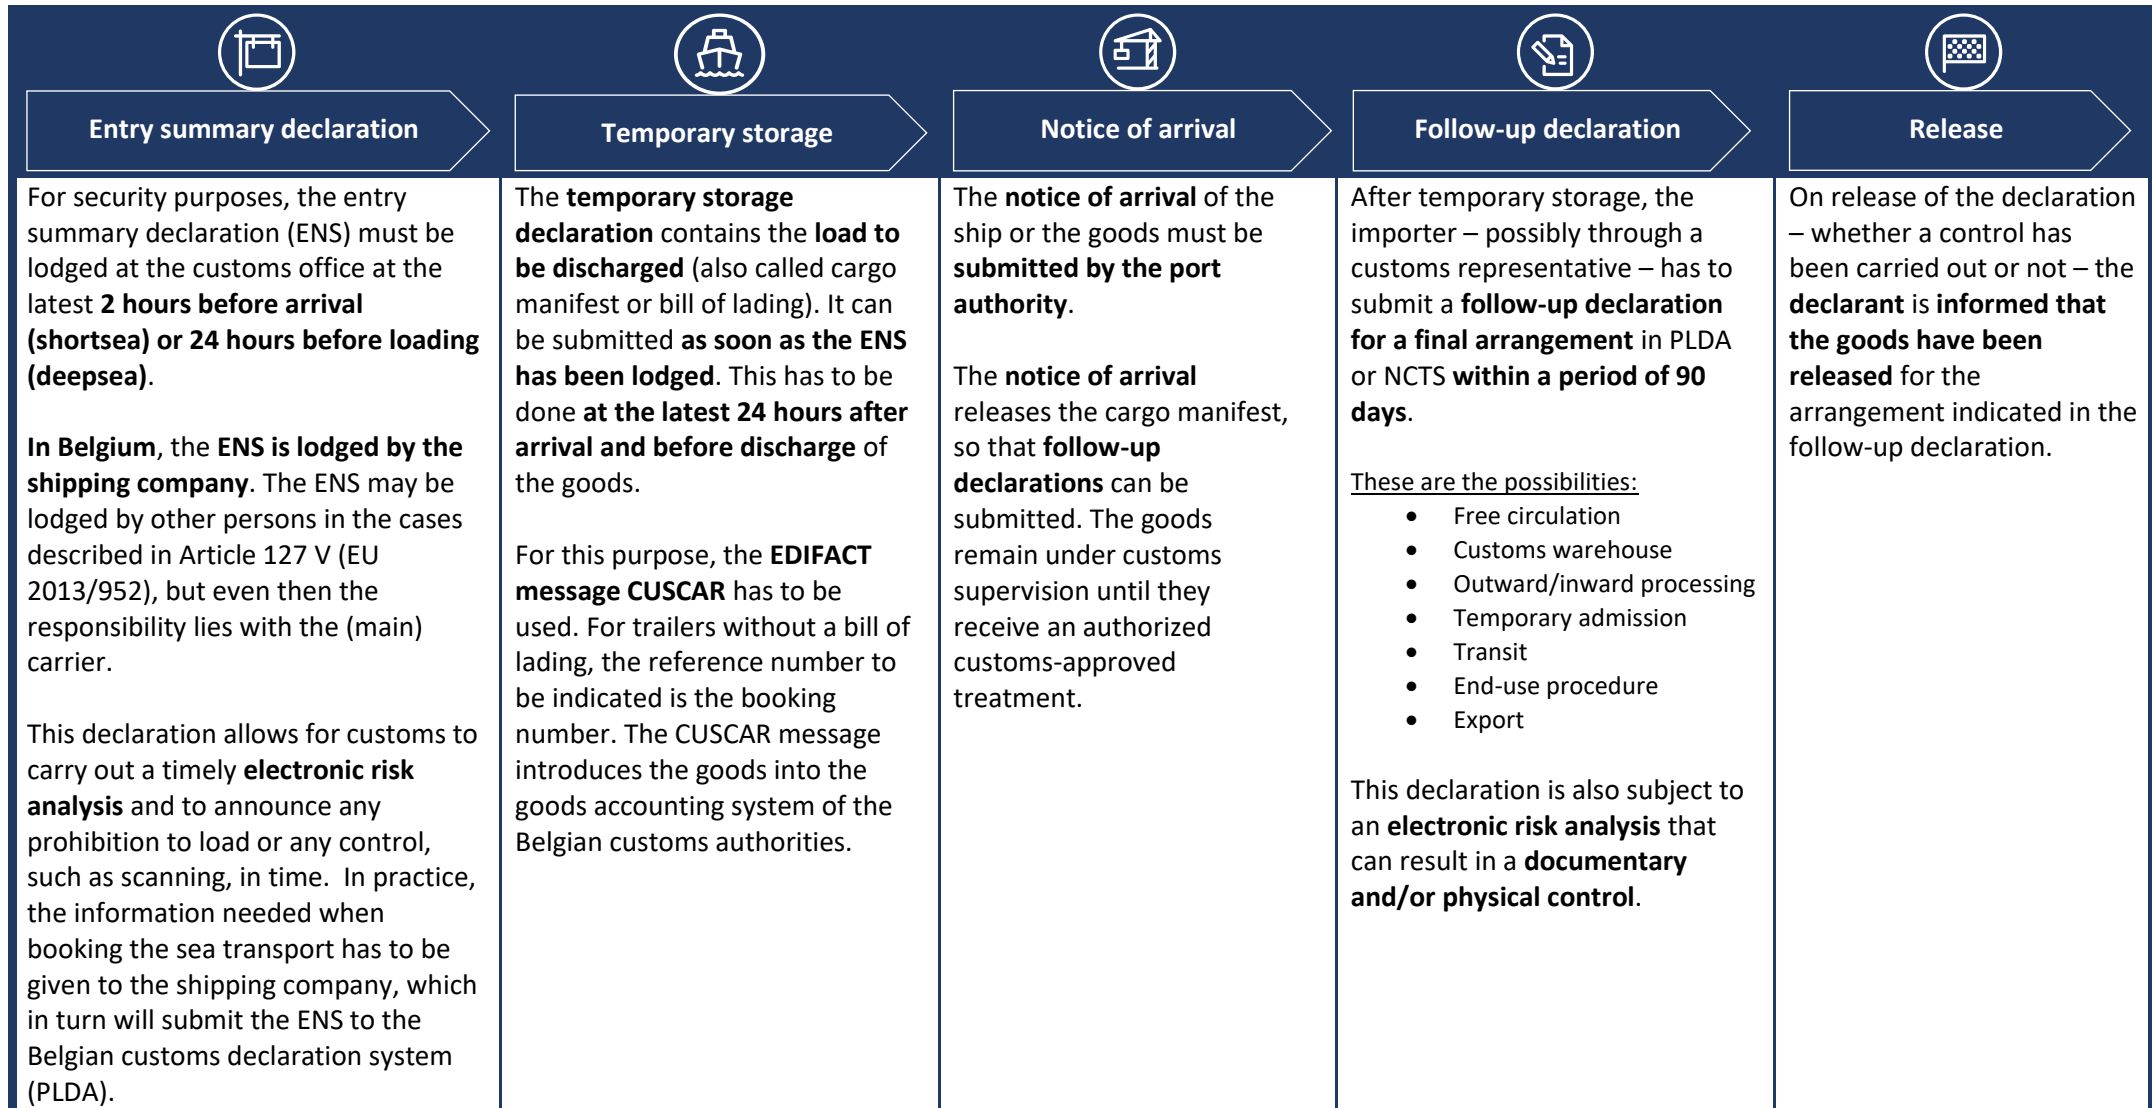 Entry summary declaration
Temporary storage
Notice of arrival
Follow-up declaration
Release
For security purposes, the entry
summary declaration (ENS) must be
lodged at the customs office at the
latest 2 hours before arrival
(shortsea) or 24 hours before loading
(deepsea).
In Belgium, the ENS is lodged by the
shipping company. The ENS may be
lodged by other persons in the cases
described in Article 127 V (EU
2013/952), but even then the
responsibility lies with the (main)
carrier.
This declaration allows for customs to
carry out a timely electronic risk
analysis and to announce any
prohibition to load or any control,
such as scanning, in time.  In practice,
the information needed when
booking the sea transport has to be
given to the shipping company, which
in turn will submit the ENS to the
Belgian customs declaration system
(PLDA).
The temporary storage
declaration contains the load to
be discharged (also called cargo
manifest or bill of lading). It can
be submitted as soon as the ENS
has been lodged. This has to be
done at the latest 24 hours after
arrival and before discharge of
the goods.
For this purpose, the EDIFACT
message CUSCAR has to be
used. For trailers without a bill of
lading, the reference number to
be indicated is the booking
number. The CUSCAR message
introduces the goods into the
goods accounting system of the
Belgian customs authorities.
The notice of arrival of the
ship or the goods must be
submitted by the port
authority.
The notice of arrival
releases the cargo manifest,
so that follow-up
declarations can be
submitted. The goods
remain under customs
supervision until they
receive an authorized
customs-approved
treatment.
After temporary storage, the
importer – possibly through a
customs representative – has to
submit a follow-up declaration
for a final arrangement in PLDA
or NCTS within a period of 90
days.
These are the possibilities:
• Free circulation
• Customs warehouse
• Outward/inward processing
• Temporary admission
• Transit
• End-use procedure
• Export
This declaration is also subject to
an electronic risk analysis that
can result in a documentary
and/or physical control.
On release of the declaration
– whether a control has
been carried out or not – the
declarant is informed that
the goods have been
released for the
arrangement indicated in the
follow-up declaration.